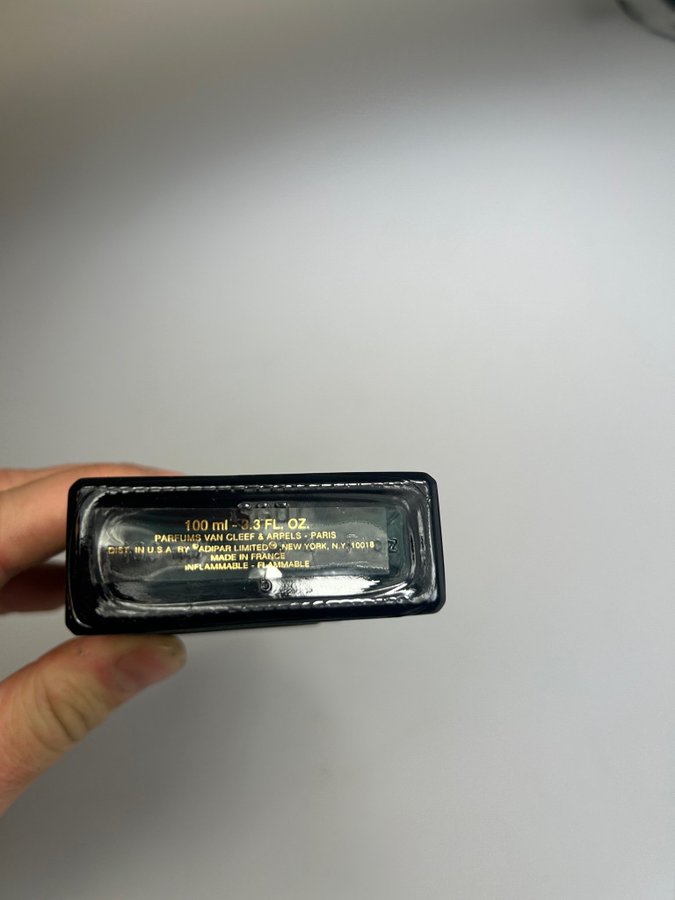 100 ml - 3.3 FL. OZ.
PARFUMS VAN CLEEF & ARPELS - PARIS
DIST. IN U.S.A. BY ADIPAR LIMITED NEW YORK, N.Y. 10018
MADE IN FRANCE
INFLAMMABLE - FLAMMABLE